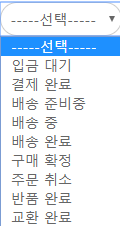 -----선택-----
-----선택-----
입금 대기
결제 완료
배송 준비중
배송 중
배송 완료
구매 확정
주문 취소
반품 완료
교환 완료